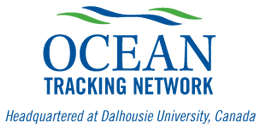 OCEAN
TRACKING NETWORK
Headquartered at Dalhousie University, Canada